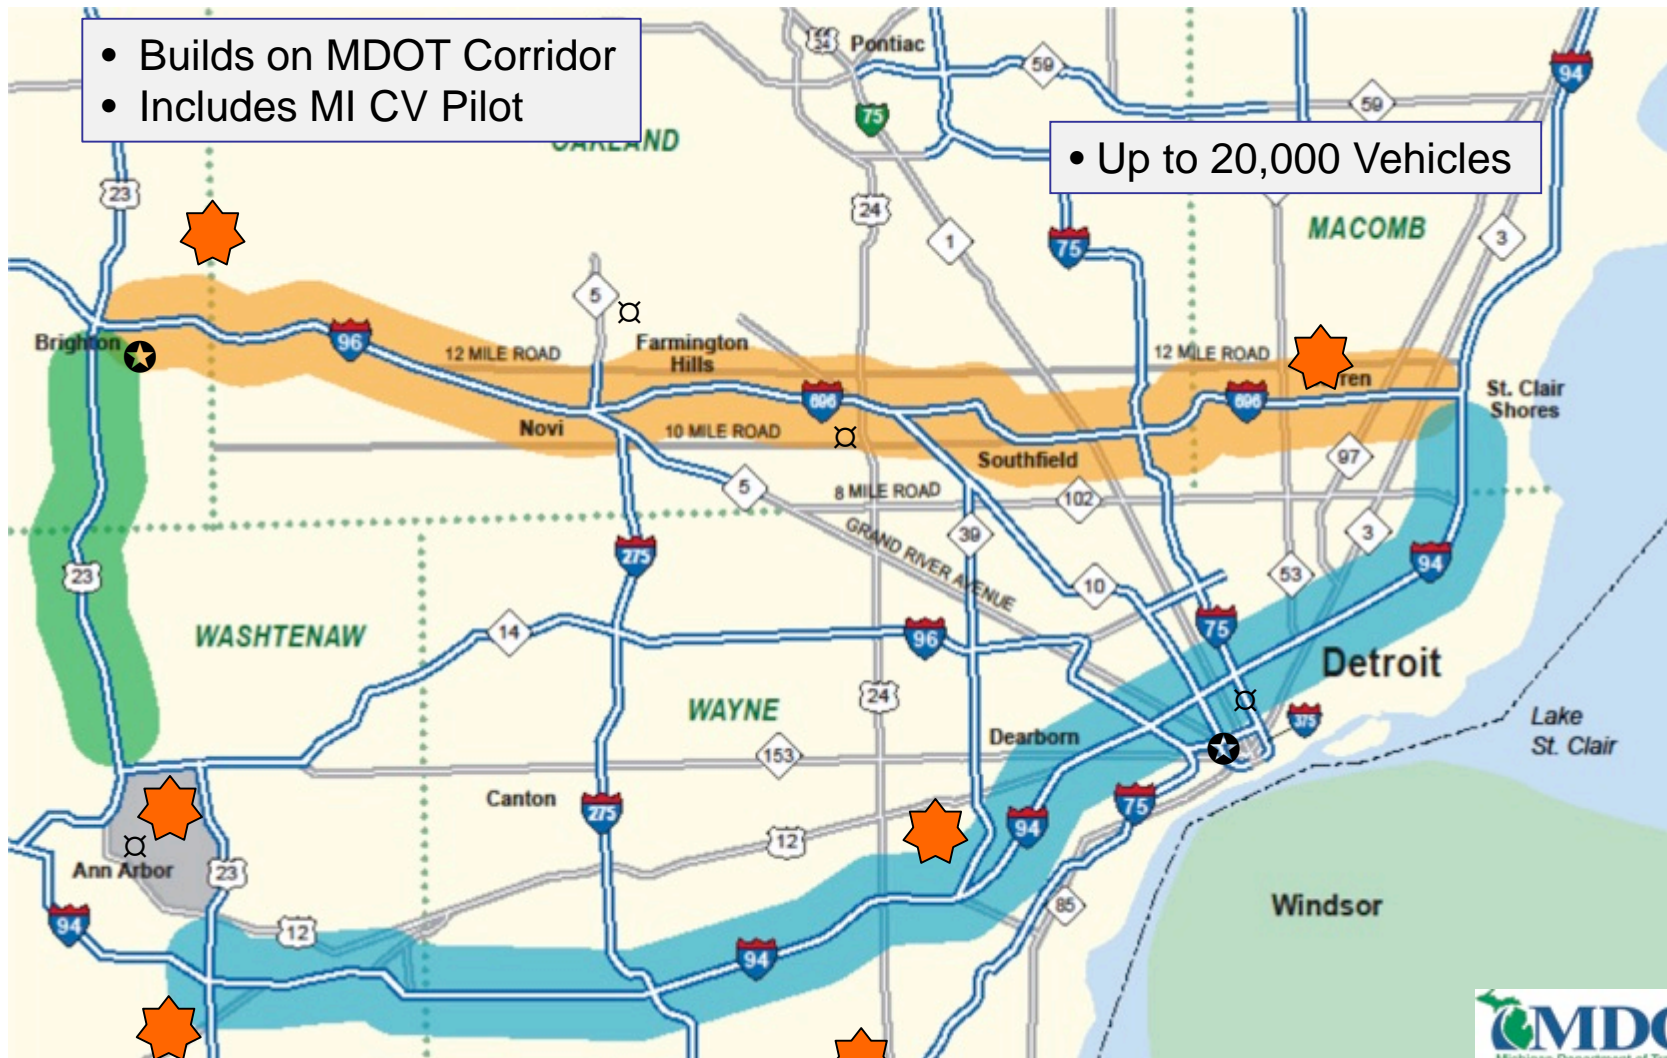 • Builds on MDOT Corridor
• Includes MI CV Pilot
• Up to 20,000 Vehicles
24
Pontiac
59
94
59
75
OAKLAND
23
24
1
75
MACOMB
3
5
Brighton
96
12 MILE ROAD
Farmington
Hills
12 MILE ROAD
696
696
St. Clair
Shores
Novi
10 MILE ROAD
Southfield
97
5
8 MILE ROAD
102
GRAND RIVER AVENUE
39
3
275
94
23
10
53
WASHTENAW
14
96
75
Detroit
24
WAYNE
375
Lake
St. Clair
Dearborn
153
Canton
275
75
94
12
Ann Arbor
23
85
Windsor
94
12
94
MDO